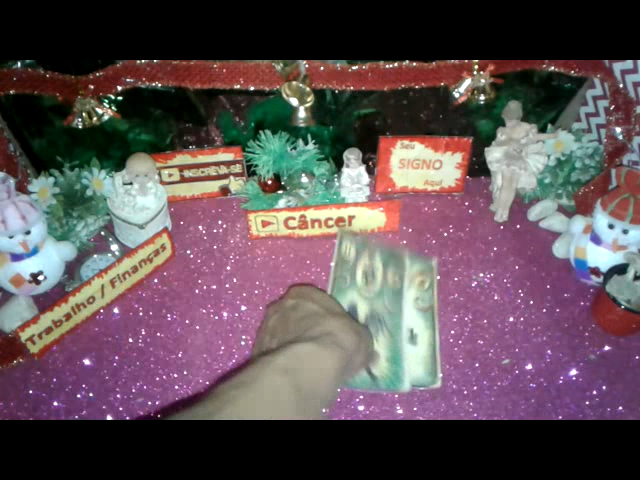 INSCREVA-SE
Seu
SIGNO
Aqui
Câncer
Trabalho / Finanças